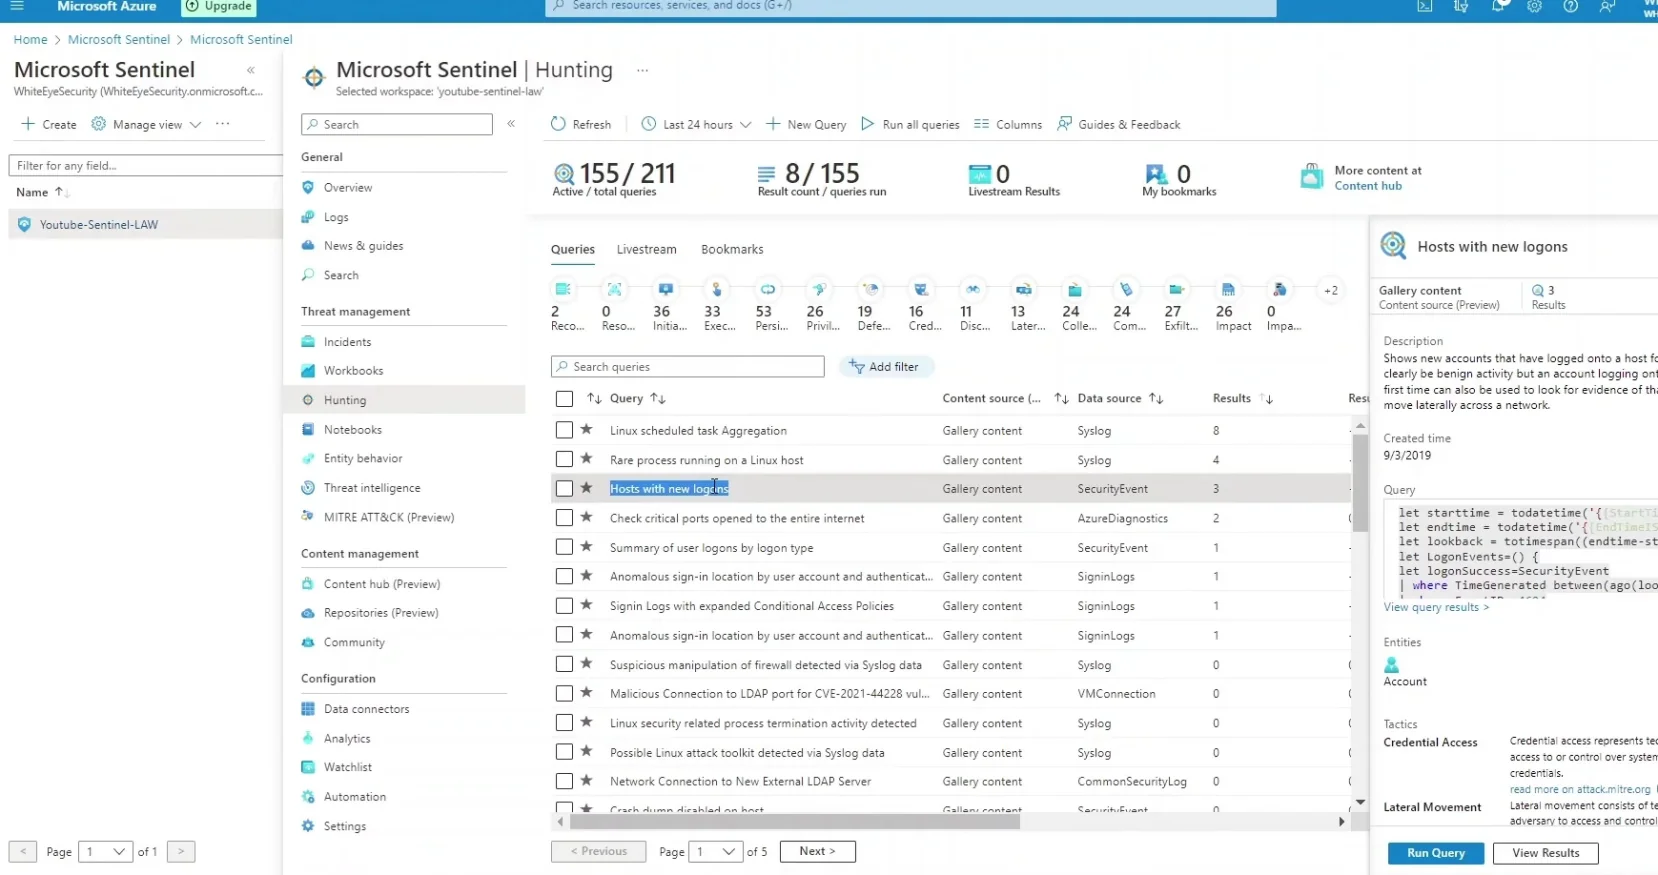 Microsoft Azure
Upgrade
Search resources, services, and docs (G+/)
Home > Microsoft Sentinel > Microsoft Sentinel
Microsoft Sentinel
WhiteEyeSecurity (WhiteEyeSecurity.onmicrosoft.c...
Create
Manage view
...
Filter for any field...
Name
Youtube-Sentinel-LAW
< Page 1 of 1 >
Microsoft Sentinel | Hunting
...
Selected workspace: 'youtube-sentinel-law'
Search
General
Overview
Logs
News & guides
Search
Threat management
Incidents
Workbooks
Hunting
Notebooks
Entity behavior
Threat intelligence
MITRE ATT&CK (Preview)
Content management
Content hub (Preview)
Repositories (Preview)
Community
Configuration
Data connectors
Analytics
Watchlist
Automation
Settings
Refresh
Last 24 hours
New Query
Run all queries
Columns
Guides & Feedback
155 / 211
Active / total queries
8 / 155
Result count / queries run
0
Livestream Results
0
My bookmarks
More content at
Content hub
Queries
Livestream
Bookmarks
2 0 36 33 53 26 19 16 11 13 24 24 27 26 0 +2
Reco... Reso... Initia... Exec... Persi... Privil... Defe... Cred... Disc... Later... Colle... Com... Exfilt... Impact Impa...
Search queries
Add filter
Query Content source (... Data source Results
Linux scheduled task Aggregation Gallery content Syslog 8
Rare process running on a Linux host Gallery content Syslog 4
Hosts with new logons Gallery content SecurityEvent 3
Check critical ports opened to the entire internet Gallery content AzureDiagnostics 2
Summary of user logons by logon type Gallery content SecurityEvent 1
Anomalous sign-in location by user account and authenticat... Gallery content SigninLogs 1
Signin Logs with expanded Conditional Access Policies Gallery content SigninLogs 1
Anomalous sign-in location by user account and authenticat... Gallery content SigninLogs 1
Suspicious manipulation of firewall detected via Syslog data Gallery content Syslog 0
Malicious Connection to LDAP port for CVE-2021-44228 vul... Gallery content VMConnection 0
Linux security related process termination activity detected Gallery content Syslog 0
Possible Linux attack toolkit detected via Syslog data Gallery content Syslog 0
Network Connection to New External LDAP Server Gallery content CommonSecurityLog 0
Crash dump disabled on host Gallery content SecurityEvent 0
< Previous Page 1 of 5 Next >
Hosts with new logons
Gallery content
Content source (Preview)
3
Results
Description
Shows new accounts that have logged onto a host fo
clearly be benign activity but an account logging ont
first time can also be used to look for evidence of tha
move laterally across a network.
Created time
9/3/2019
Query
let starttime = todatetime('{{StartTi
let endtime = todatetime('{{EndTimeIS
let lookback = totimespan((endtime-st
let LogonEvents=() {
let logonSuccess=SecurityEvent
| where TimeGenerated between(ago(loo
View query results >
Entities
Account
Tactics
Credential Access
Credential access represents tec
access to or control over system
credentials.
read more on attack.mitre.org
Lateral Movement
Lateral movement consists of te
adversary to access and control
Run Query
View Results